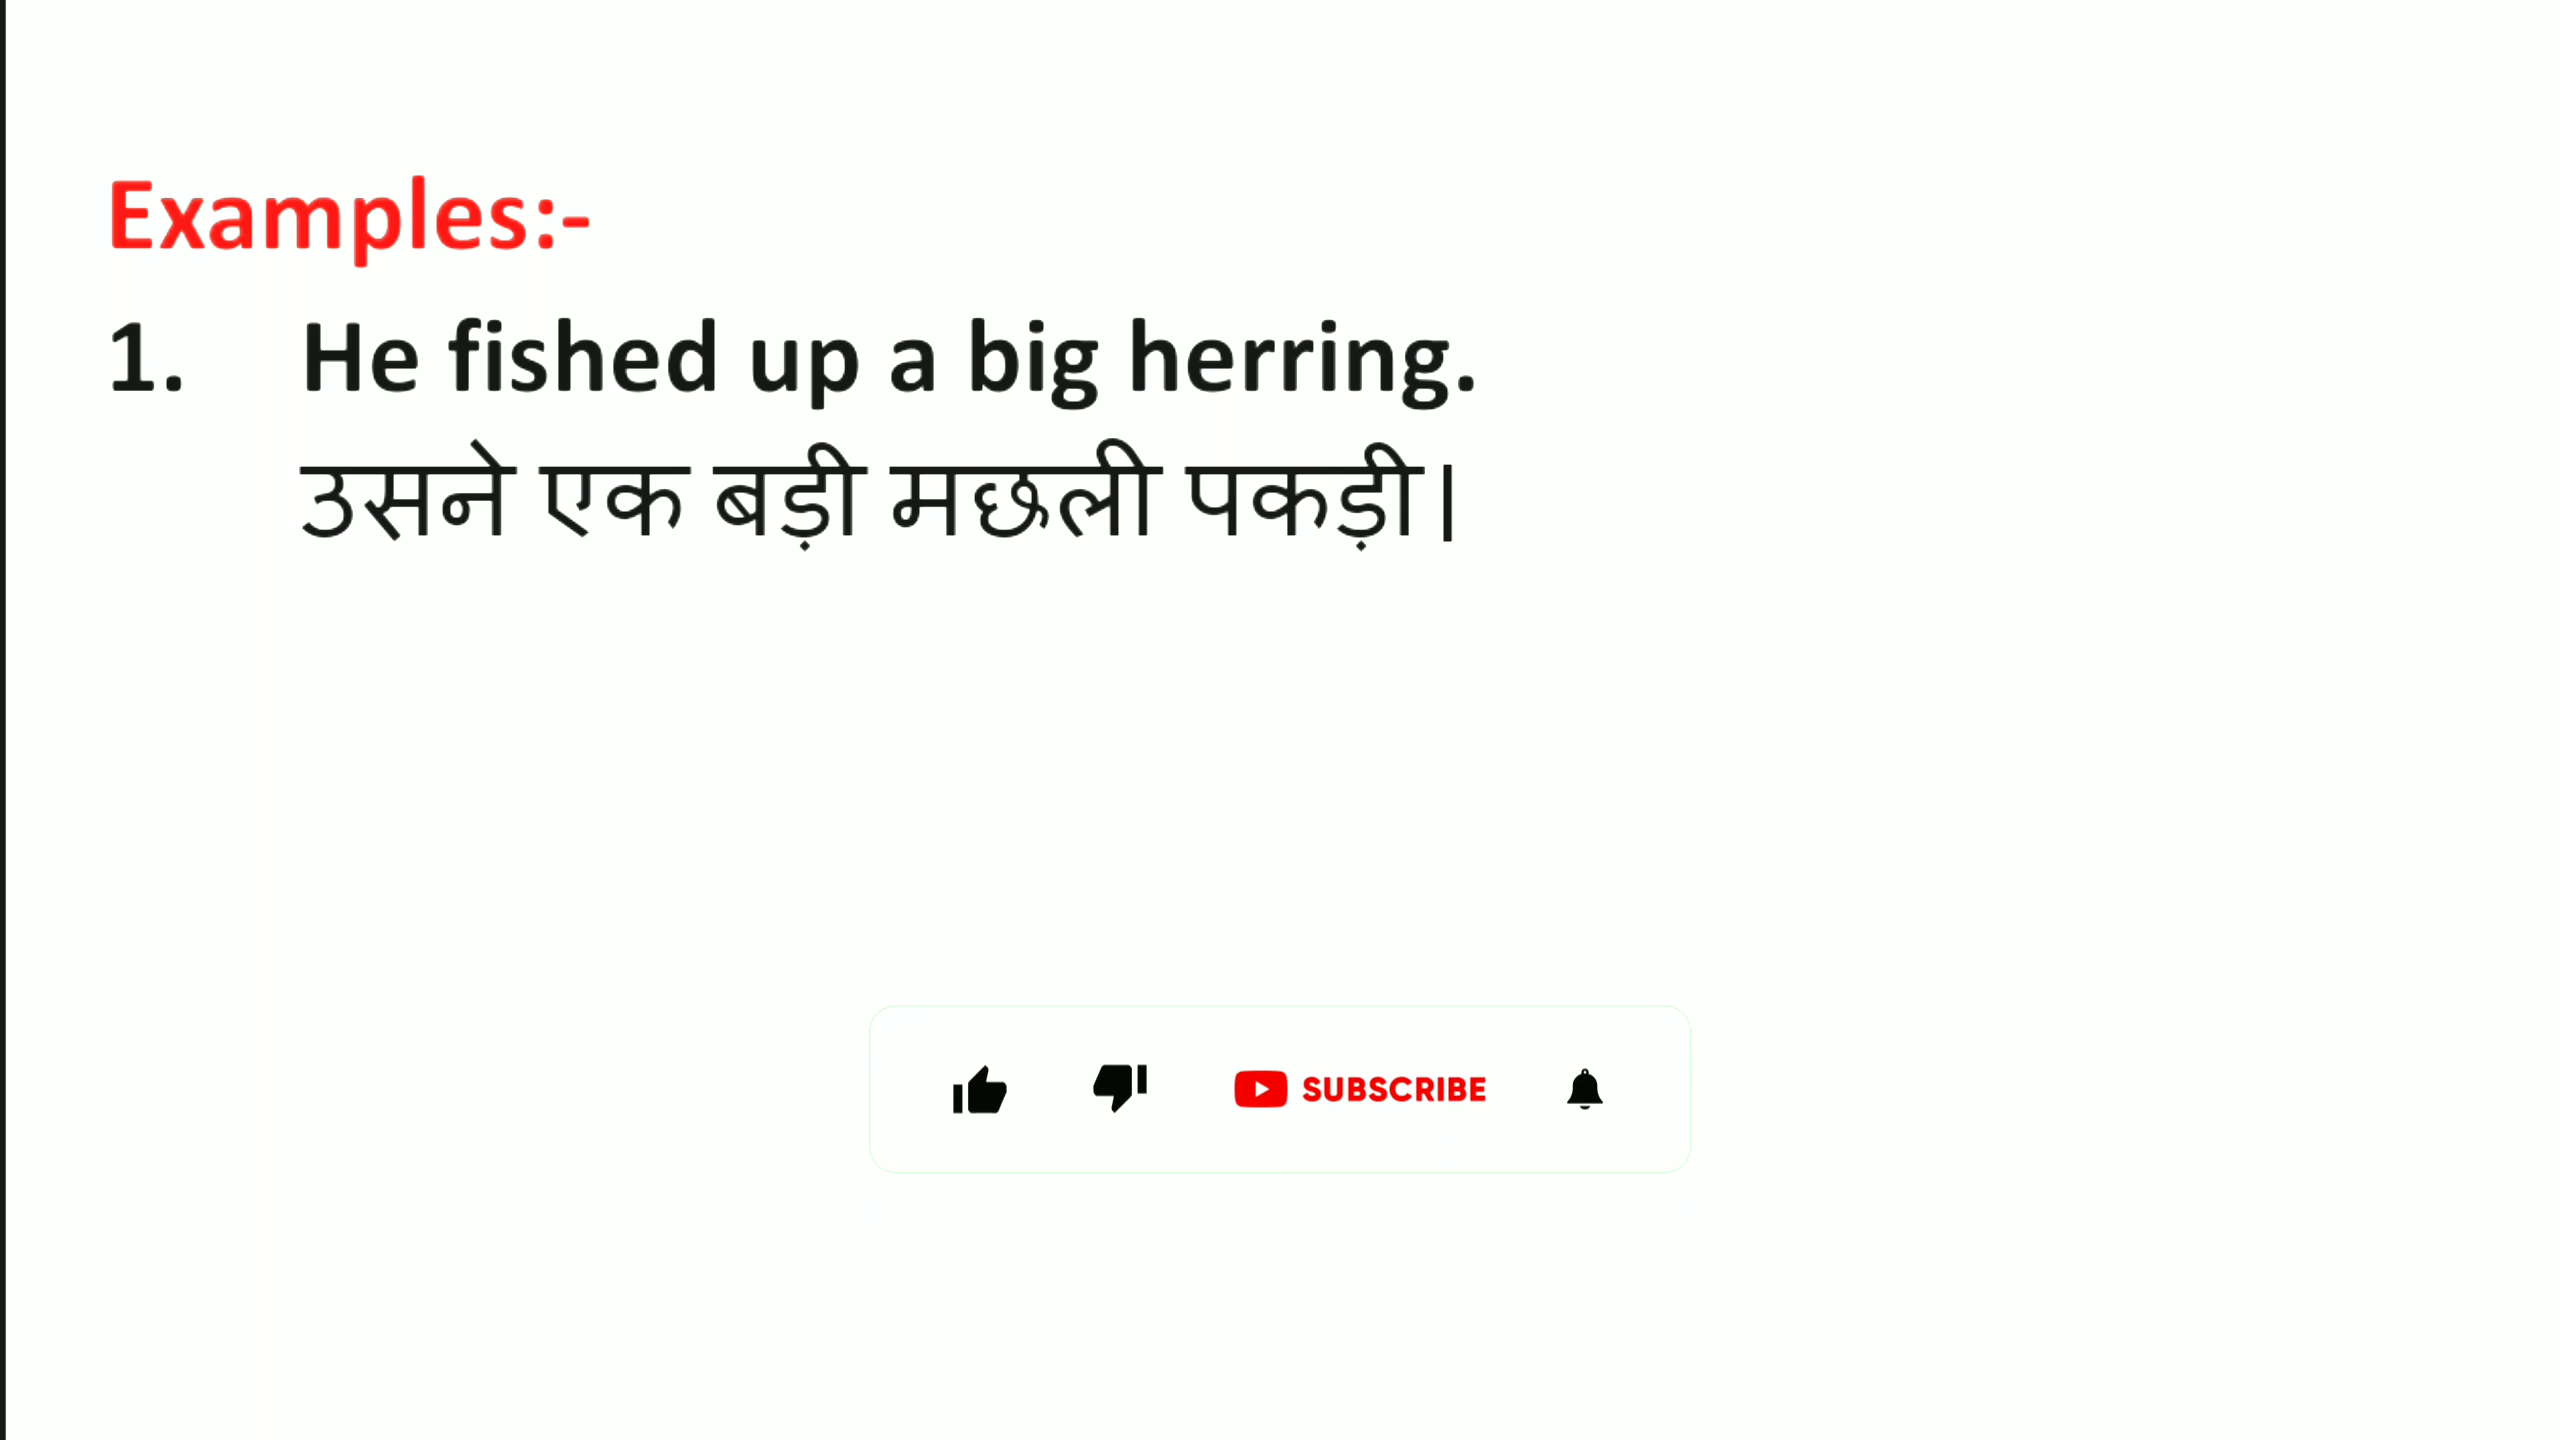 Examples:-
1. He fished up a big herring.
उसने एक बड़ी मछली पकड़ी|
SUBSCRIBE